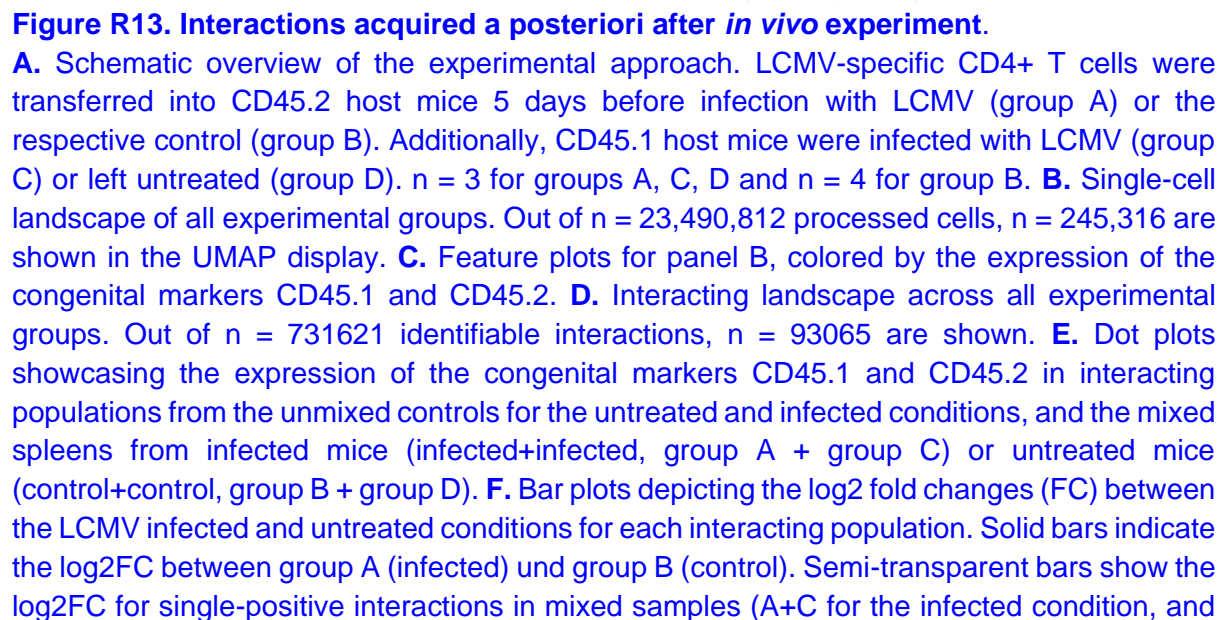 Figure R13. Interactions acquired a posteriori after in vivo experiment.
A. Schematic overview of the experimental approach. LCMV-specific CD4+ T cells were
transferred into CD45.2 host mice 5 days before infection with LCMV (group A) or the
respective control (group B). Additionally, CD45.1 host mice were infected with LCMV (group
C) or left untreated (group D). n = 3 for groups A, C, D and n = 4 for group B. B. Single-cell
landscape of all experimental groups. Out of n = 23,490,812 processed cells, n = 245,316 are
shown in the UMAP display. C. Feature plots for panel B, colored by the expression of the
congenital markers CD45.1 and CD45.2. D. Interacting landscape across all experimental
groups. Out of n = 731621 identifiable interactions, n = 93065 are shown. E. Dot plots
showcasing the expression of the congenital markers CD45.1 and CD45.2 in interacting
populations from the unmixed controls for the untreated and infected conditions, and the mixed
spleens from infected mice (infected+infected, group A + group C) or untreated mice
(control+control, group B + group D). F. Bar plots depicting the log2 fold changes (FC) between
the LCMV infected and untreated conditions for each interacting population. Solid bars indicate
the log2FC between group A (infected) und group B (control). Semi-transparent bars show the
log2FC for single-positive interactions in mixed samples (A+C for the infected condition, and